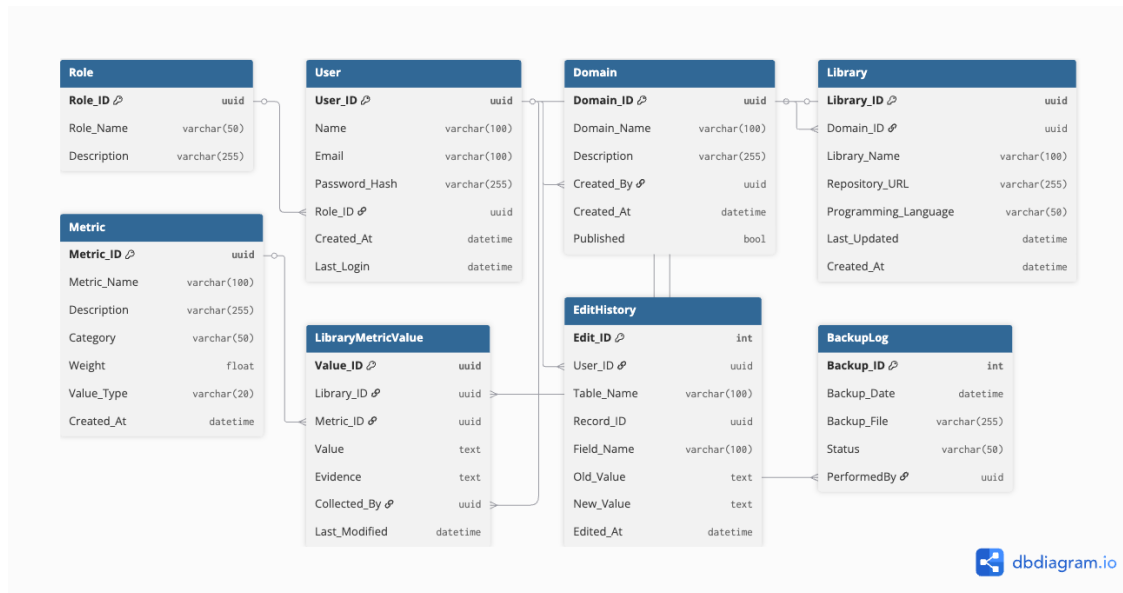 Role
Role_ID uuid
Role_Name varchar(50)
Description varchar(255)
User
User_ID uuid
Name varchar(100)
Email varchar(100)
Password_Hash varchar(255)
Role_ID uuid
Created_At datetime
Last_Login datetime
Domain
Domain_ID uuid
Domain_Name varchar(100)
Description varchar(255)
Created_By uuid
Created_At datetime
Published bool
Library
Library_ID uuid
Domain_ID uuid
Library_Name varchar(100)
Repository_URL varchar(255)
Programming_Language varchar(50)
Last_Updated datetime
Created_At datetime
Metric
Metric_ID uuid
Metric_Name varchar(100)
Description varchar(255)
Category varchar(50)
Weight float
Value_Type varchar(20)
Created_At datetime
LibraryMetricValue
Value_ID uuid
Library_ID uuid
Metric_ID uuid
Value text
Evidence text
Collected_By uuid
Last_Modified datetime
EditHistory
Edit_ID int
User_ID uuid
Table_Name varchar(100)
Record_ID uuid
Field_Name varchar(100)
Old_Value text
New_Value text
Edited_At datetime
BackupLog
Backup_ID int
Backup_Date datetime
Backup_File varchar(255)
Status varchar(50)
PerformedBy uuid
dbdiagram.io